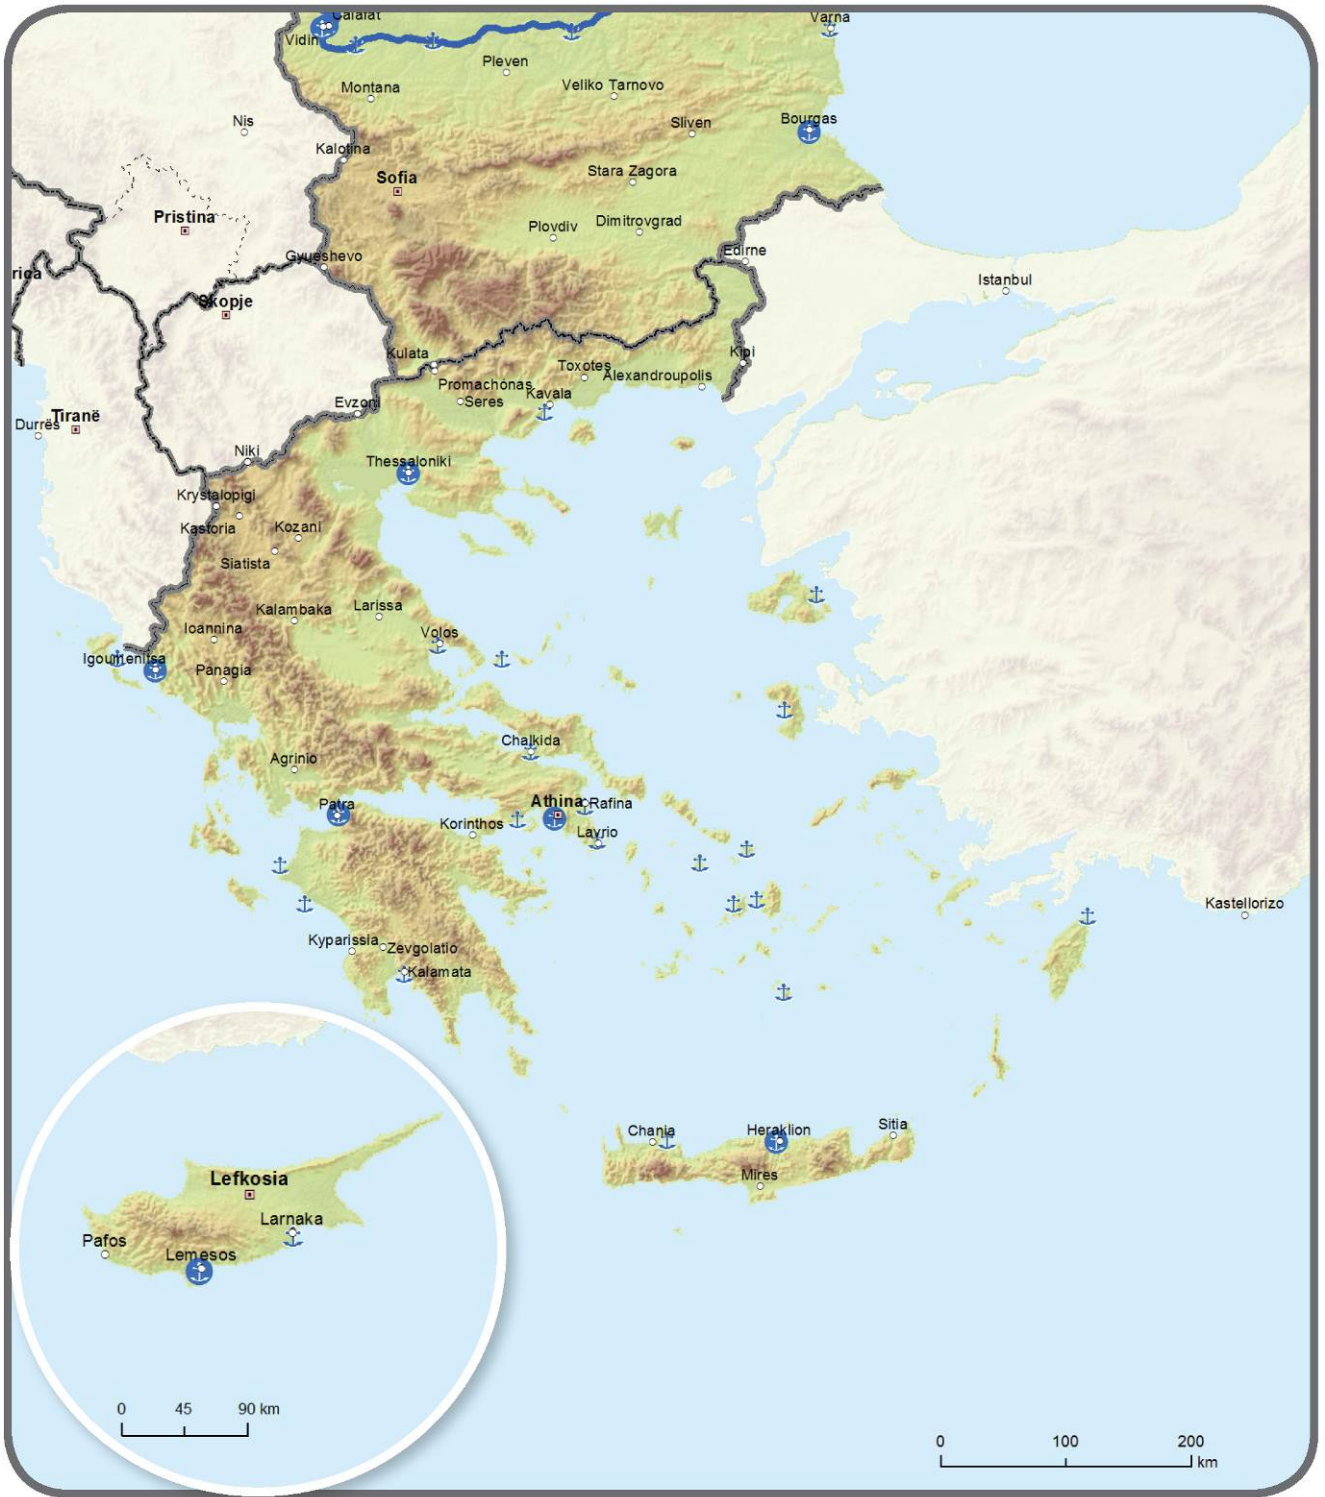 Calafat
Varna
Vidin
Pleven
Montana
Veliko Tarnovo
Nis
Sliven
Bourgas
Kalotina
Sofia
Stara Zagora
Pristina
Plovdiv
Dimitrovgrad
Gyueshevo
Edirne
rica
Istanbul
Skopje
Kulata
Toxotes
Kipi
Promachónas
Alexandroupolis
Seres
Kavala
Evzoni
Durrës
Tiranë
Niki
Thessaloniki
Krystalopigi
Kastoria
Kozani
Siatista
Kalambaka
Larissa
Ioannina
Volos
Igoumenitsa
Panagia
Chalkida
Agrinio
Patra
Athina
Rafina
Korinthos
Lavrio
Kastellorizo
Kyparissia
Zevgolatio
Kalamata
Chania
Heraklion
Sitia
Mires
Lefkosia
Larnaka
Pafos
Lemesos
0 45 90 km
0 100 200
km